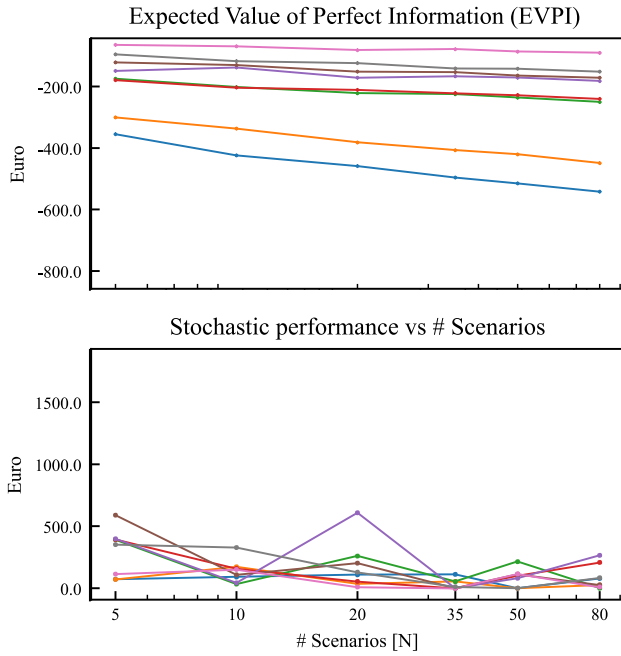 Expected Value of Perfect Information (EVPI)
-200.0
-400.0
-600.0
-800.0
Euro
Stochastic performance vs # Scenarios
1500.0
1000.0
500.0
0.0
Euro
5 10 20 35 50 80
# Scenarios [N]